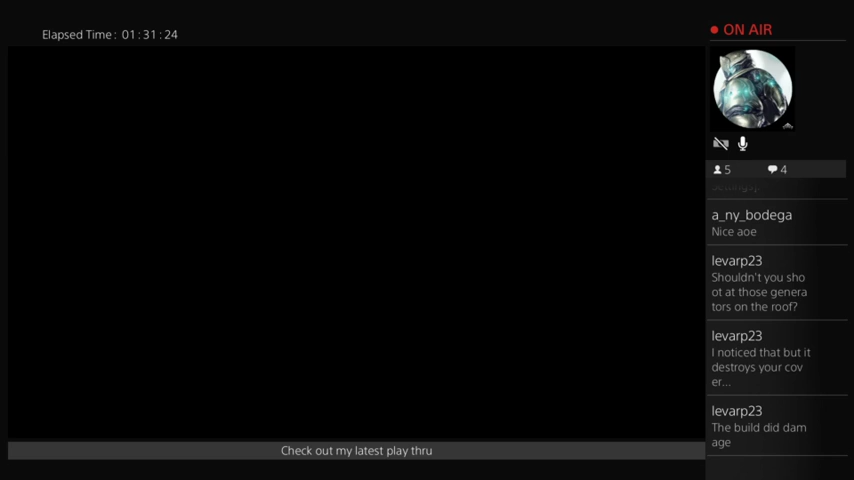 Elapsed Time: 01:31:24
ON AIR
5
4
Settings].
a_ny_bodega
Nice aoe
levarp23
Shouldn't you sho
ot at those genera
tors on the roof?
levarp23
I noticed that but it
destroys your cov
er...
levarp23
The build did dam
age
Check out my latest play thru